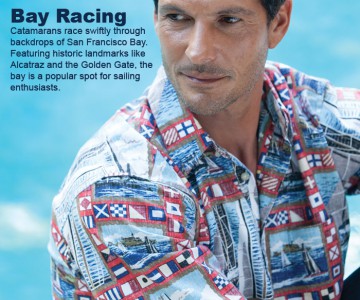 Bay Racing
Catamarans race swiftly through
backdrops of San Francisco Bay.
Featuring historic landmarks like
Alcatraz and the Golden Gate, the
bay is a popular spot for sailing
enthusiasts.